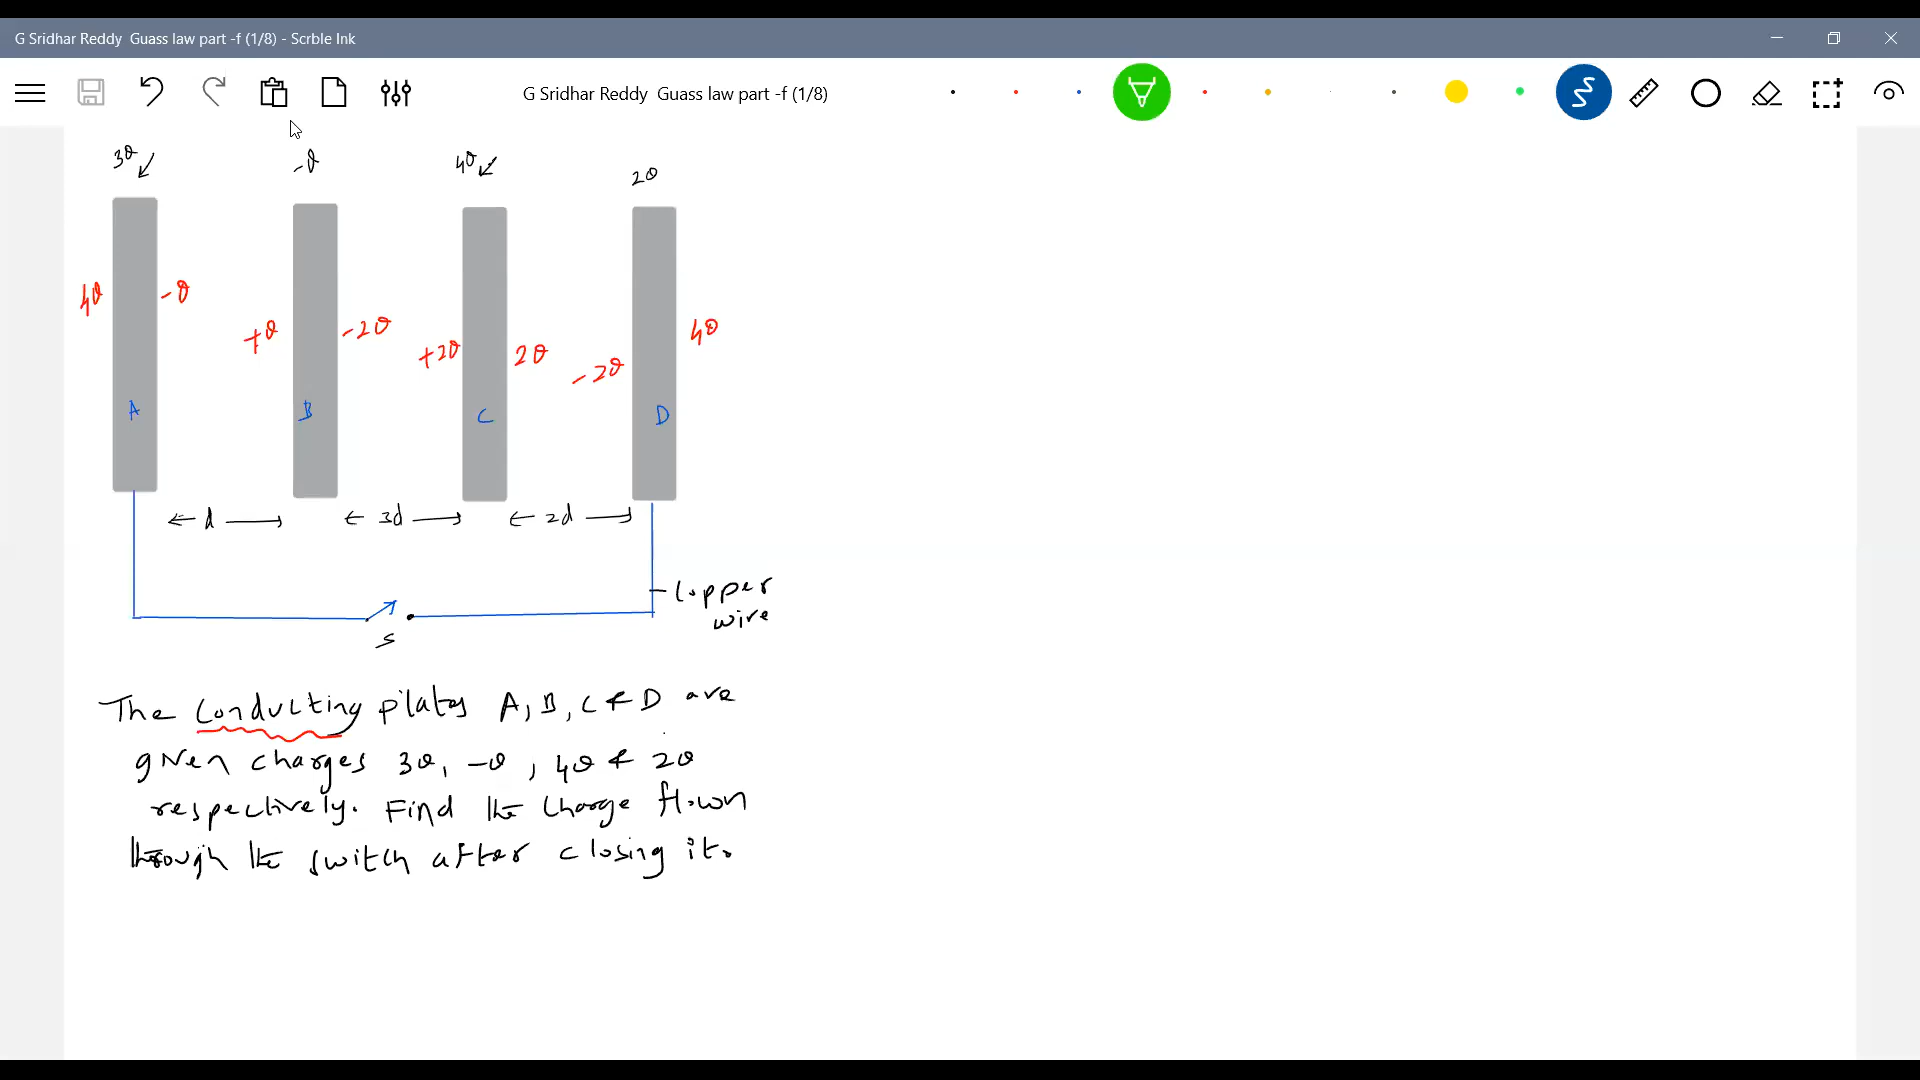 G Sridhar Reddy Guass law part -f (1/8) - Scrble Ink
G Sridhar Reddy Guass law part -f (1/8)
3Q -Q 4Q 2Q
4Q -Q +Q -2Q +2Q 2Q -2Q 4Q
A B C D
d 3d 2d
S
Copper
wire
The conducting plates A, B, C & D are
given charges 3Q, -Q, 4Q & 2Q
respectively. Find the charge flown
through the switch after closing it.